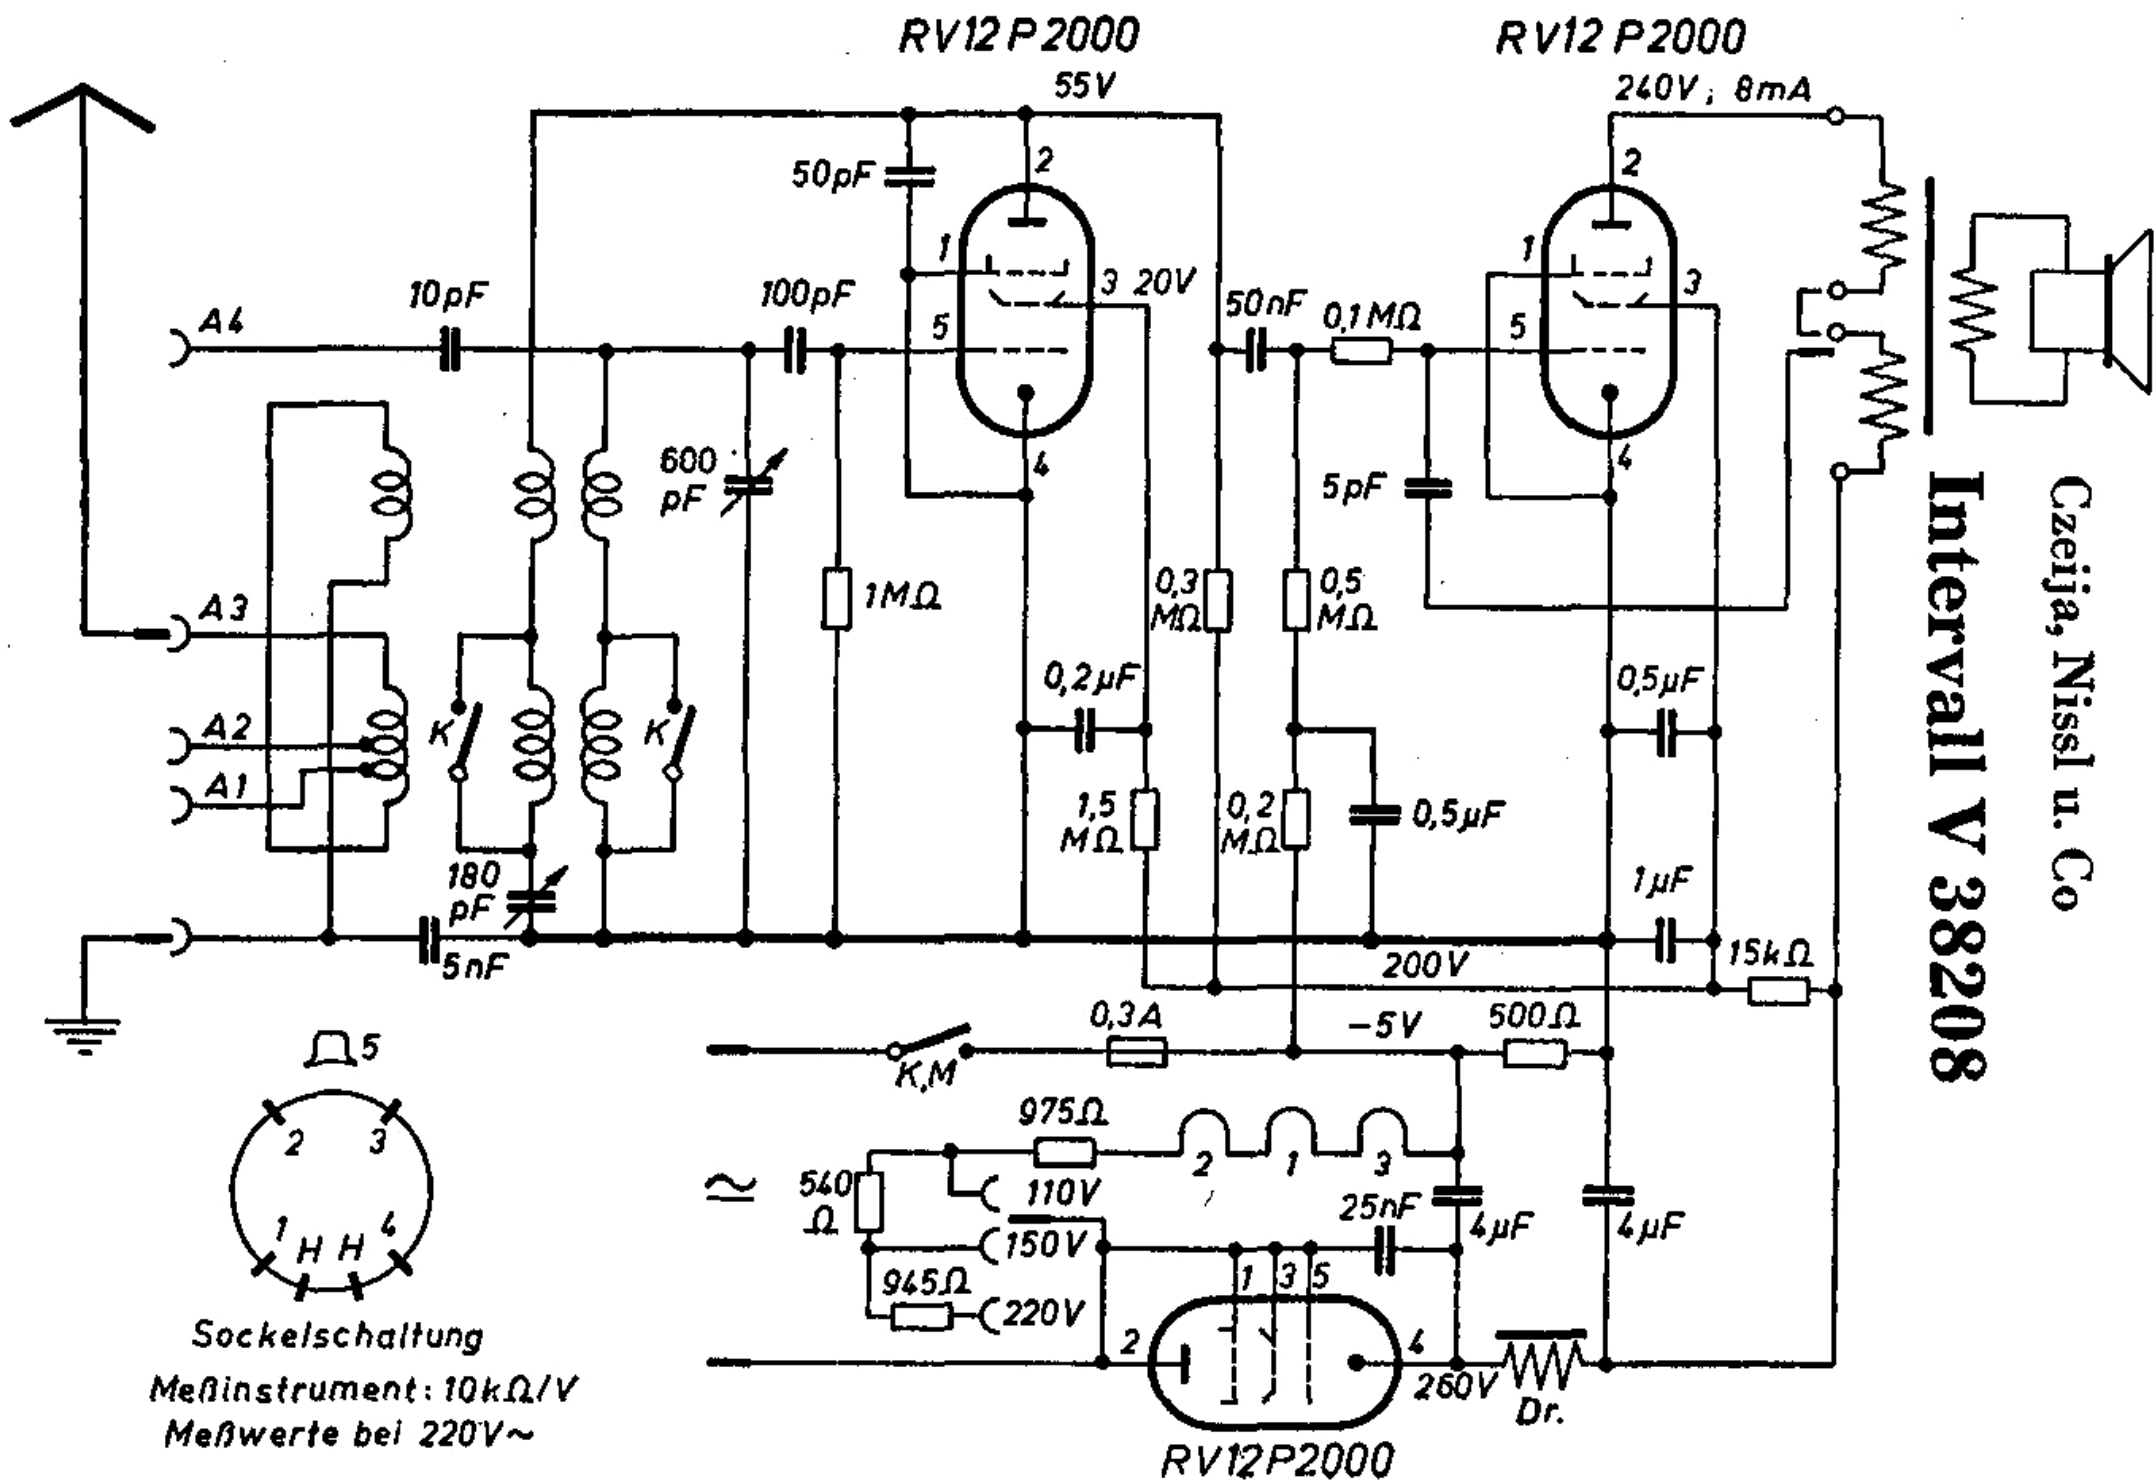 RV12P2000
RV12P2000
55V
240V; 8mA
50pF
2
2
1
3
20V
1
3
10pF
100pF
50nF
0,1MΩ
A4
5
5
600
pF
4
5pF
4
A3
1MΩ
0,3
MΩ
0,5
MΩ
0,2µF
0,5µF
A2
K
K
A1
1,5
MΩ
0,2
MΩ
0,5µF
180
pF
1µF
5nF
200V
15kΩ
Czeija, Nissl u. Co
Intervall V 38208
0,3A
-5V
500Ω
K,M
5
2
3
1
H
H
4
975Ω
2
1
3
540
Ω
110V
25nF
4µF
4µF
150V
1
3
5
945Ω
220V
2
4
260V
Dr.
RV12P2000
Sockelschaltung
Meßinstrument: 10kΩ/V
Meßwerte bei 220V~